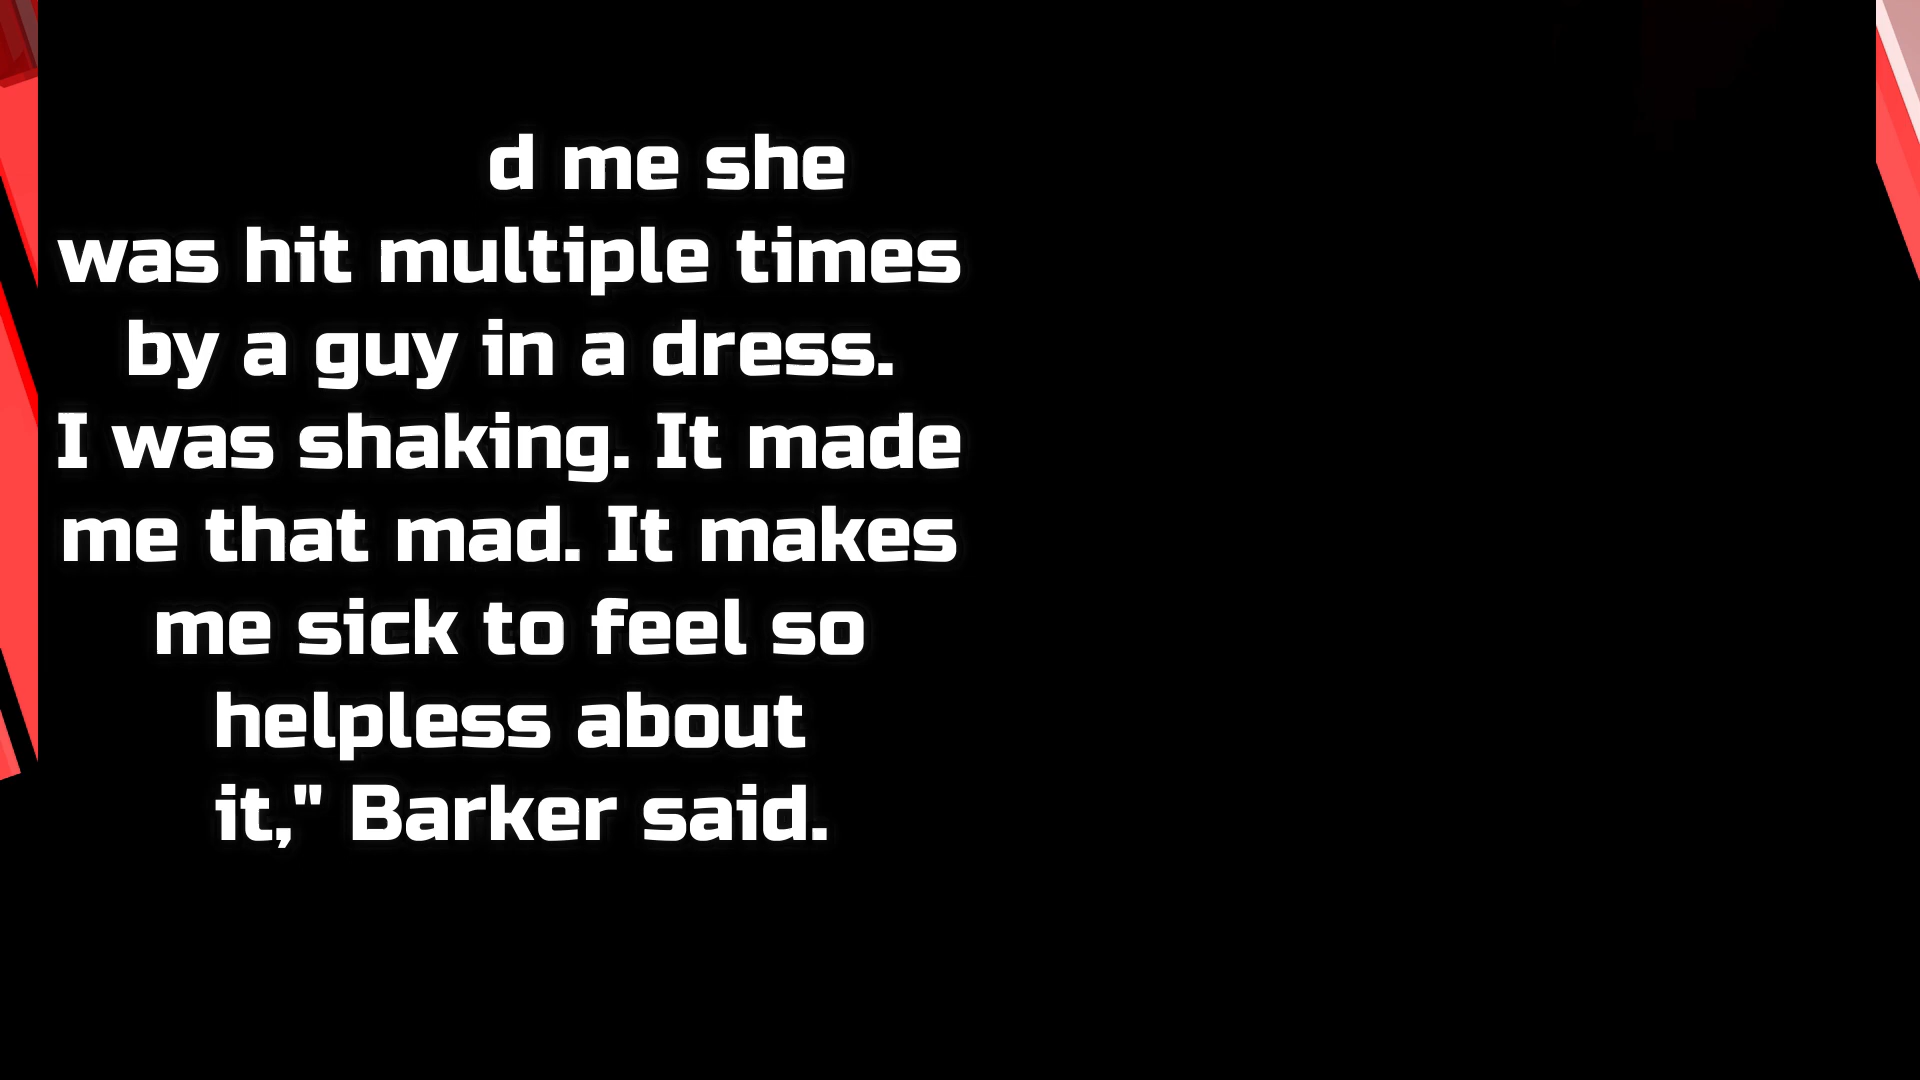 d me she
was hit multiple times
by a guy in a dress.
I was shaking. It made
me that mad. It makes
me sick to feel so
helpless about
it," Barker said.